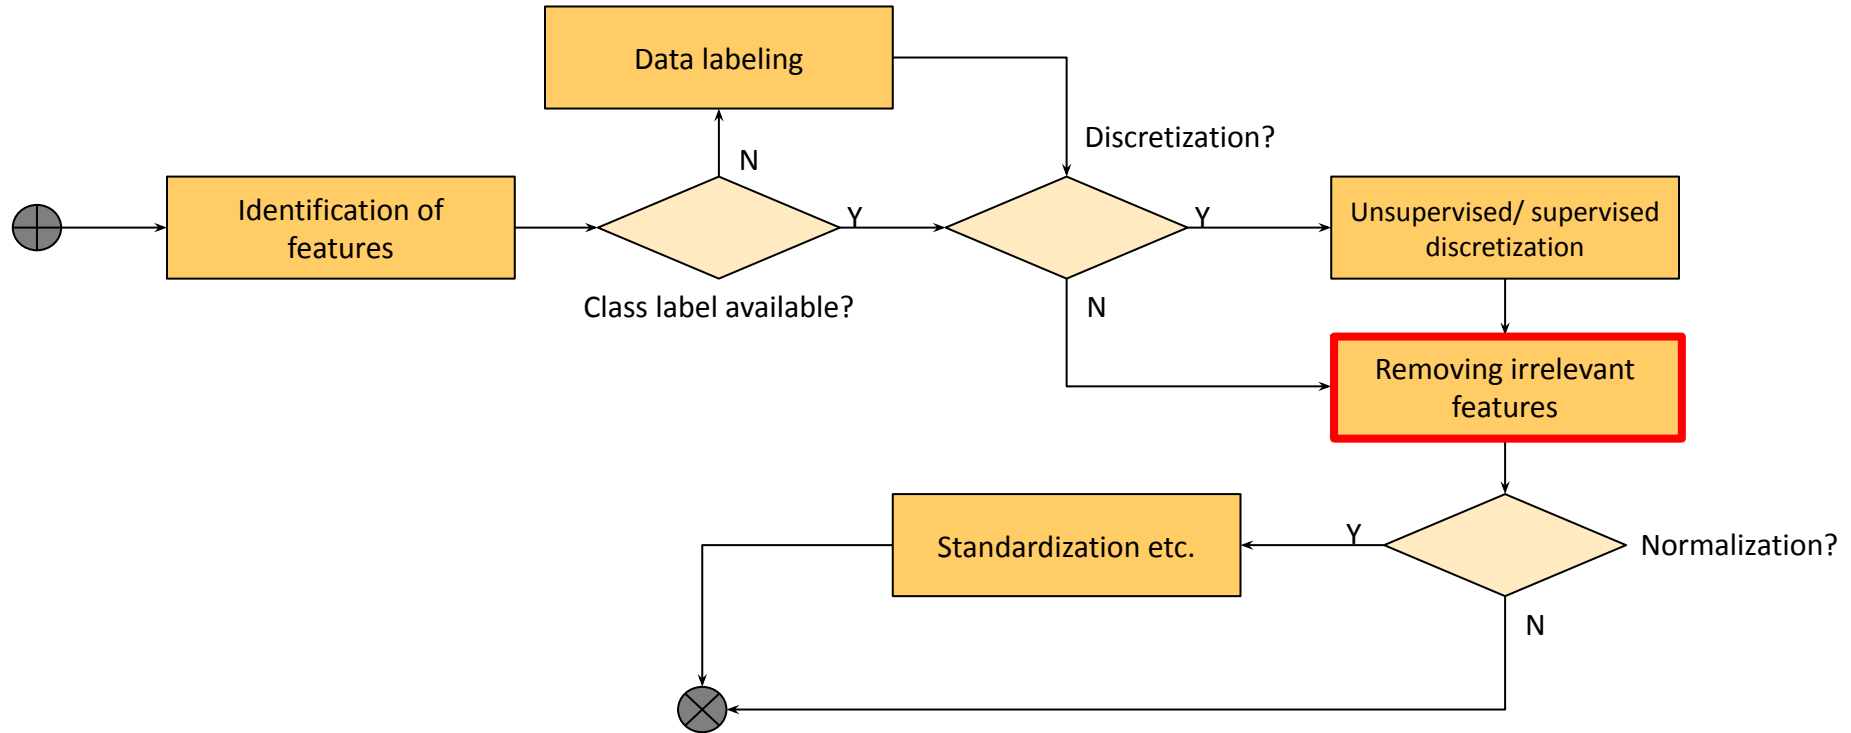 Data labeling
Discretization?
N
Identification of
features
Y
Y
Unsupervised/ supervised
discretization
Class label available?
N
Removing irrelevant
features
Standardization etc.
Y
Normalization?
N